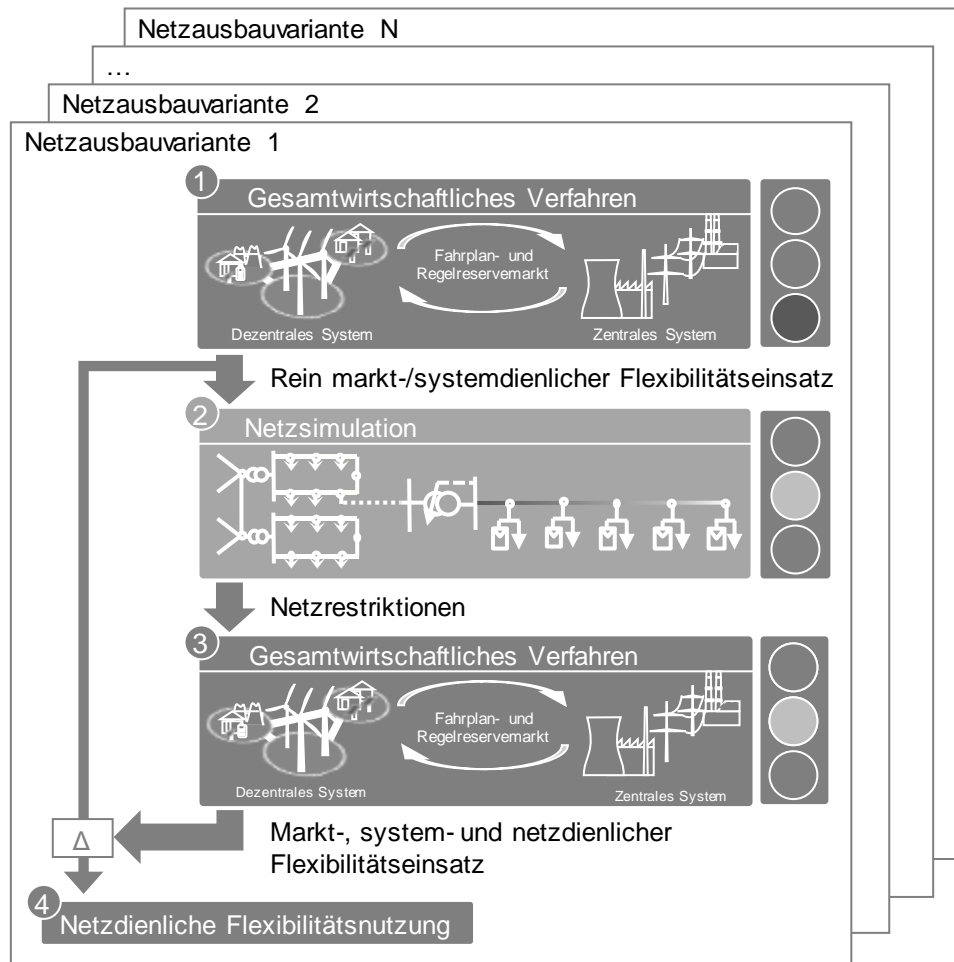 Netzausbauvariante N
...
Netzausbauvariante 2
Netzausbauvariante 1
1
Gesamtwirtschaftliches Verfahren
Fahrplan- und
Regelreservemarkt
Dezentrales System
Zentrales System
Rein markt-/systemdienlicher Flexibilitätseinsatz
2
Netzsimulation
Netzrestriktionen
3
Gesamtwirtschaftliches Verfahren
Fahrplan- und
Regelreservemarkt
Dezentrales System
Zentrales System
Δ
Markt-, system- und netzdienlicher
Flexibilitätseinsatz
4
Netzdienliche Flexibilitätsnutzung